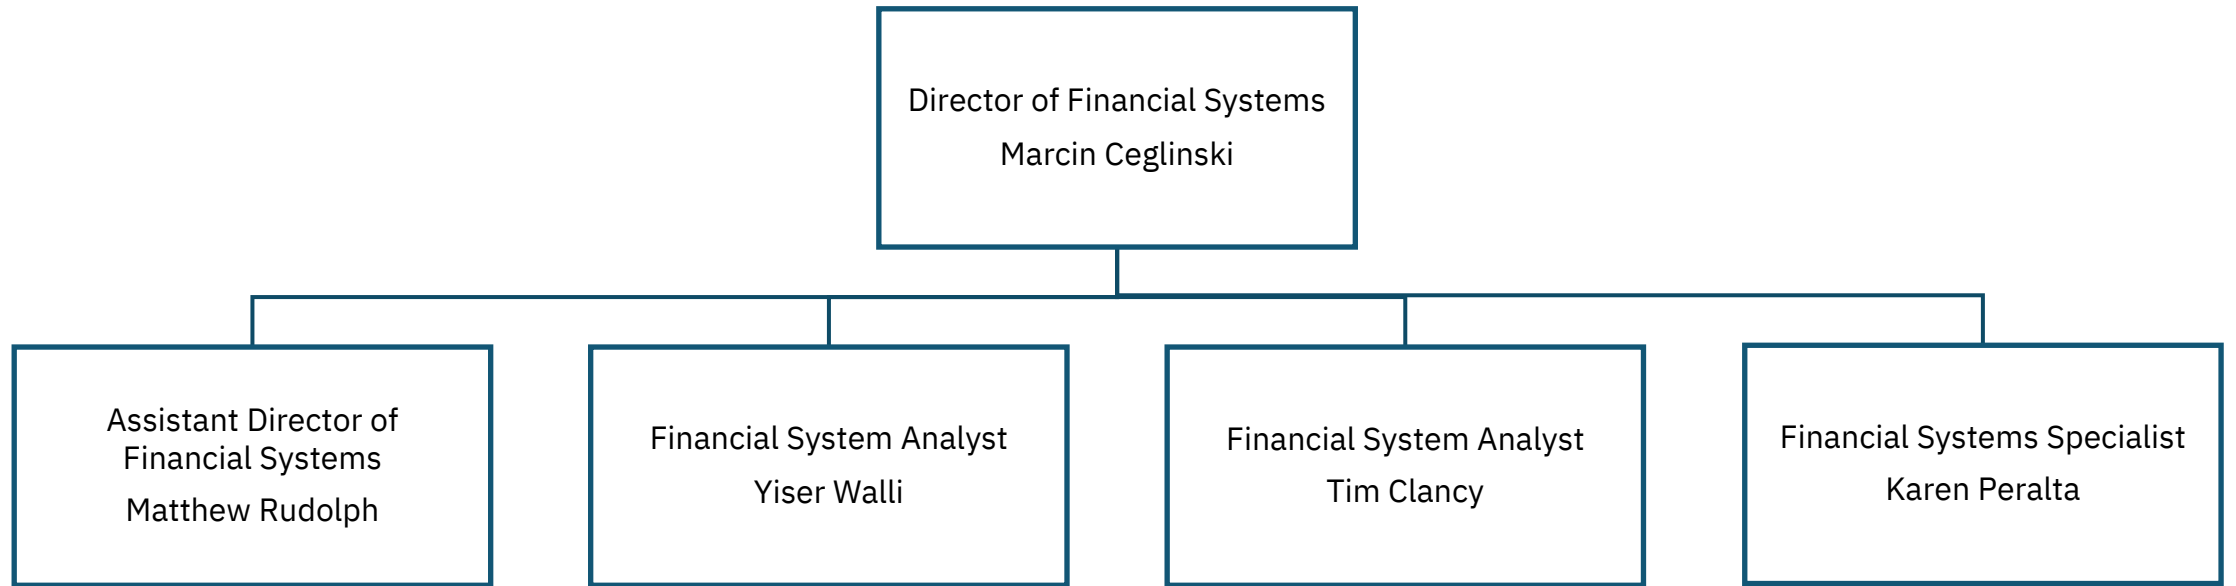 Director of Financial Systems
Marcin Ceglinski
Assistant Director of
Financial Systems
Matthew Rudolph
Financial System Analyst
Yiser Walli
Financial System Analyst
Tim Clancy
Financial Systems Specialist
Karen Peralta